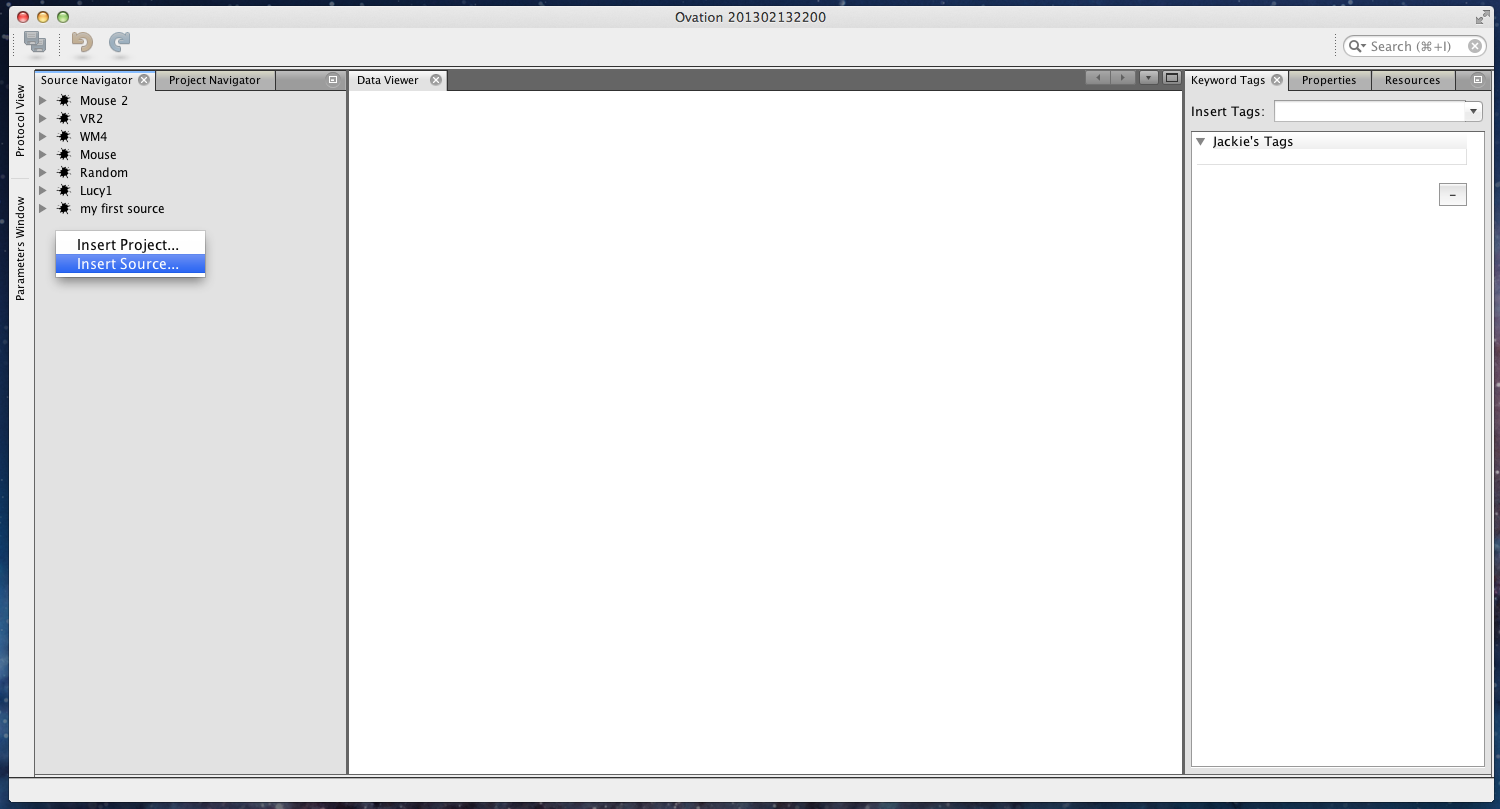 Ovation 201302132200
Search (⌘+I)
Source Navigator
Project Navigator
Data Viewer
Keyword Tags
Properties
Resources
Protocol View
Parameters Window
Mouse 2
VR2
WM4
Mouse
Random
Lucy1
my first source
Insert Project...
Insert Source...
Insert Tags:
Jackie's Tags
-